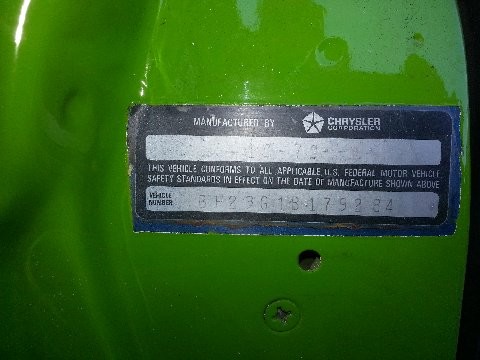 MANUFACTURED BY CHRYSLER CORPORATION
THIS VEHICLE CONFORMS TO ALL APPLICABLE U.S. FEDERAL MOTOR VEHICLE
SAFETY STANDARDS IN EFFECT ON THE DATE OF MANUFACTURE SHOWN ABOVE
VEHICLE NUMBER